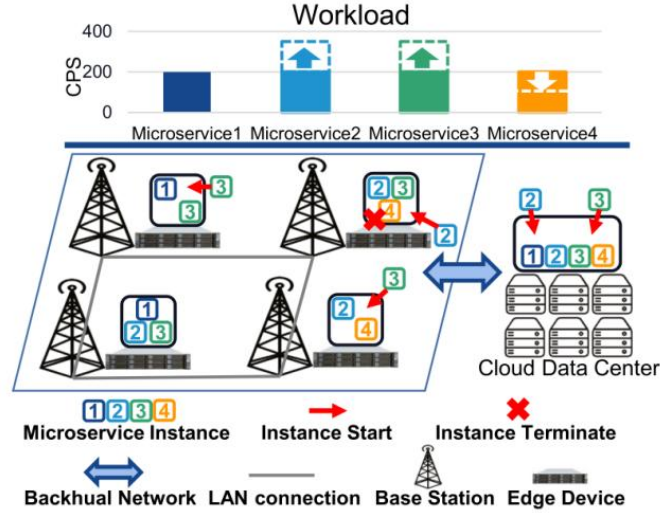 Workload
CPS
400
200
0
Microservice1 Microservice2 Microservice3 Microservice4
1 3
3
2 3
4
2
2 3
1 2 3 4
1
2 3
3
2
4
Cloud Data Center
1 2 3 4
Microservice Instance Instance Start Instance Terminate
Backhual Network LAN connection Base Station Edge Device